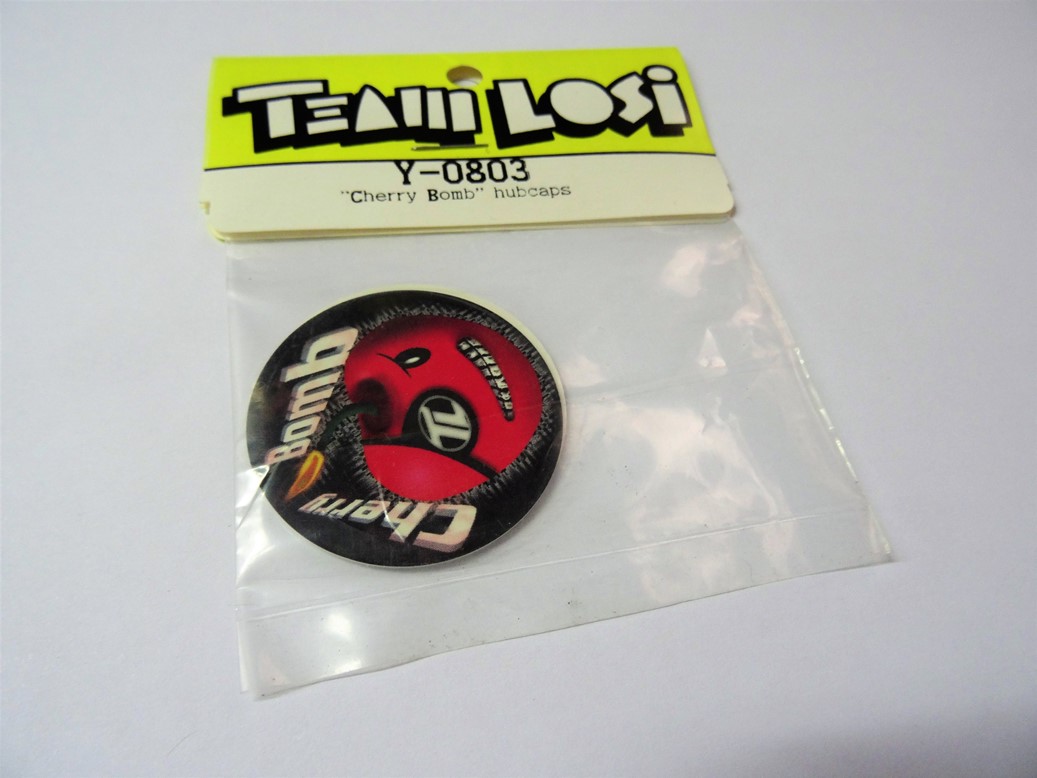 TEAM LOSI
Y-0803
"Cherry Bomb" hubcaps
Cherry
Bomb
TL